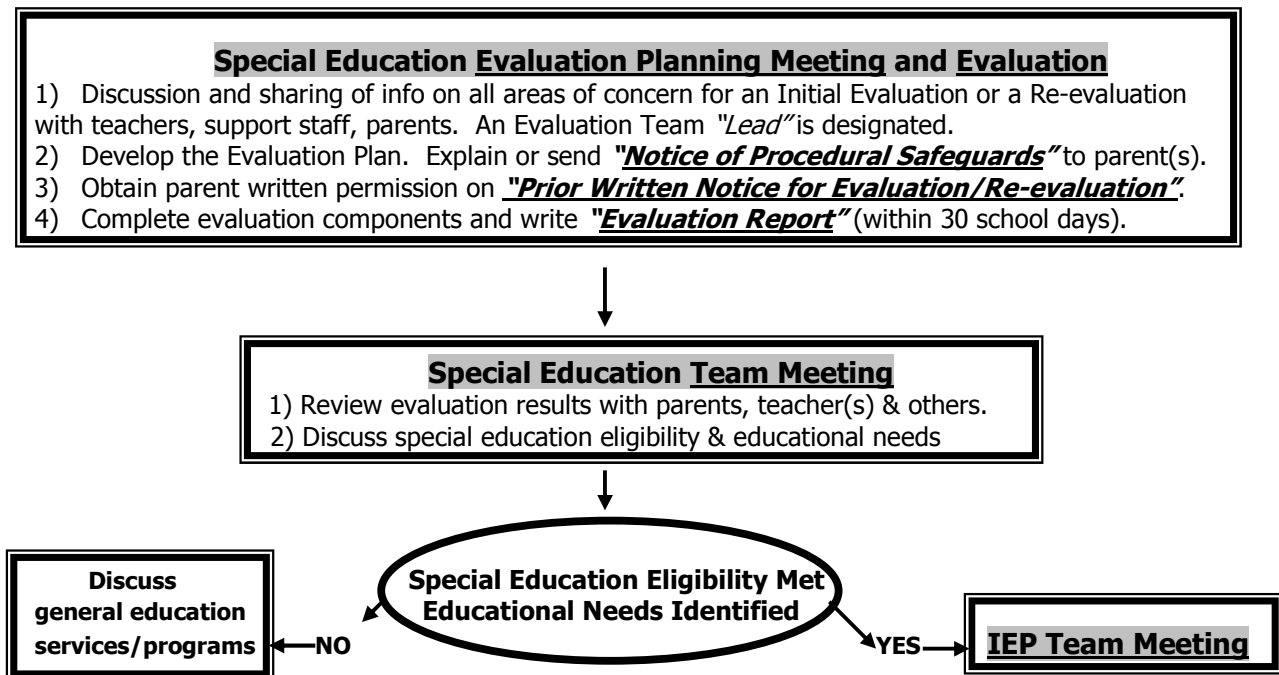 Special Education Evaluation Planning Meeting and Evaluation
1) Discussion and sharing of info on all areas of concern for an Initial Evaluation or a Re-evaluation
with teachers, support staff, parents. An Evaluation Team "Lead" is designated.
2) Develop the Evaluation Plan. Explain or send "Notice of Procedural Safeguards" to parent(s).
3) Obtain parent written permission on "Prior Written Notice for Evaluation/Re-evaluation".
4) Complete evaluation components and write "Evaluation Report" (within 30 school days).
Special Education Team Meeting
1) Review evaluation results with parents, teacher(s) & others.
2) Discuss special education eligibility & educational needs
Special Education Eligibility Met
Educational Needs Identified
Discuss
general education
services/programs
NO
YES
IEP Team Meeting